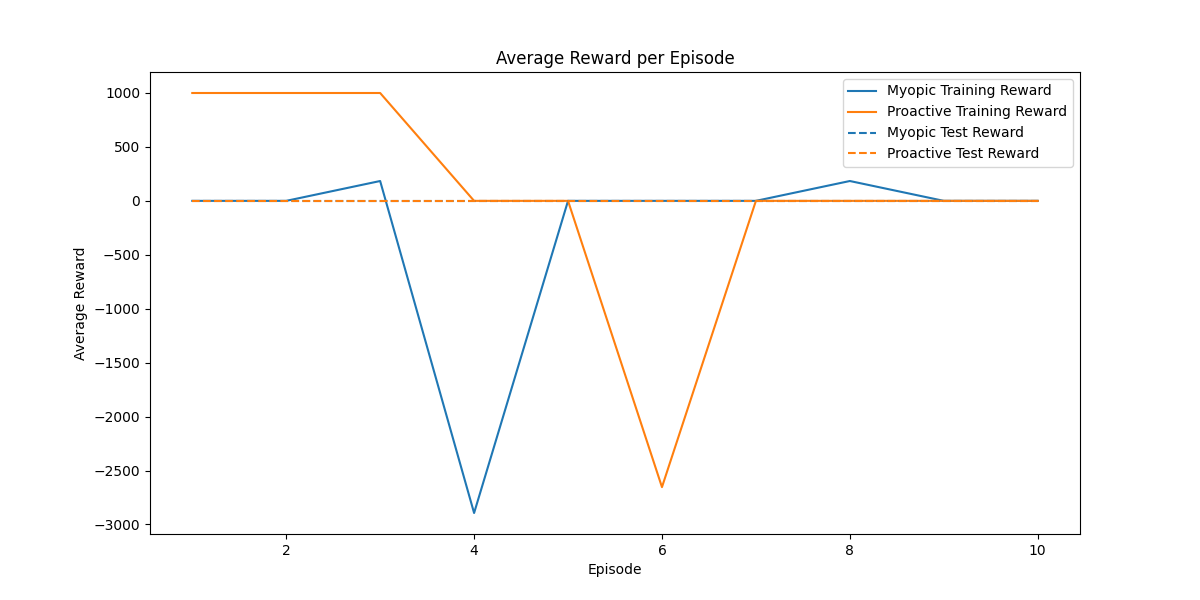 Average Reward per Episode
Myopic Training Reward
Proactive Training Reward
Myopic Test Reward
Proactive Test Reward
Average Reward
1000
500
0
−500
−1000
−1500
−2000
−2500
−3000
2 4 6 8 10
Episode